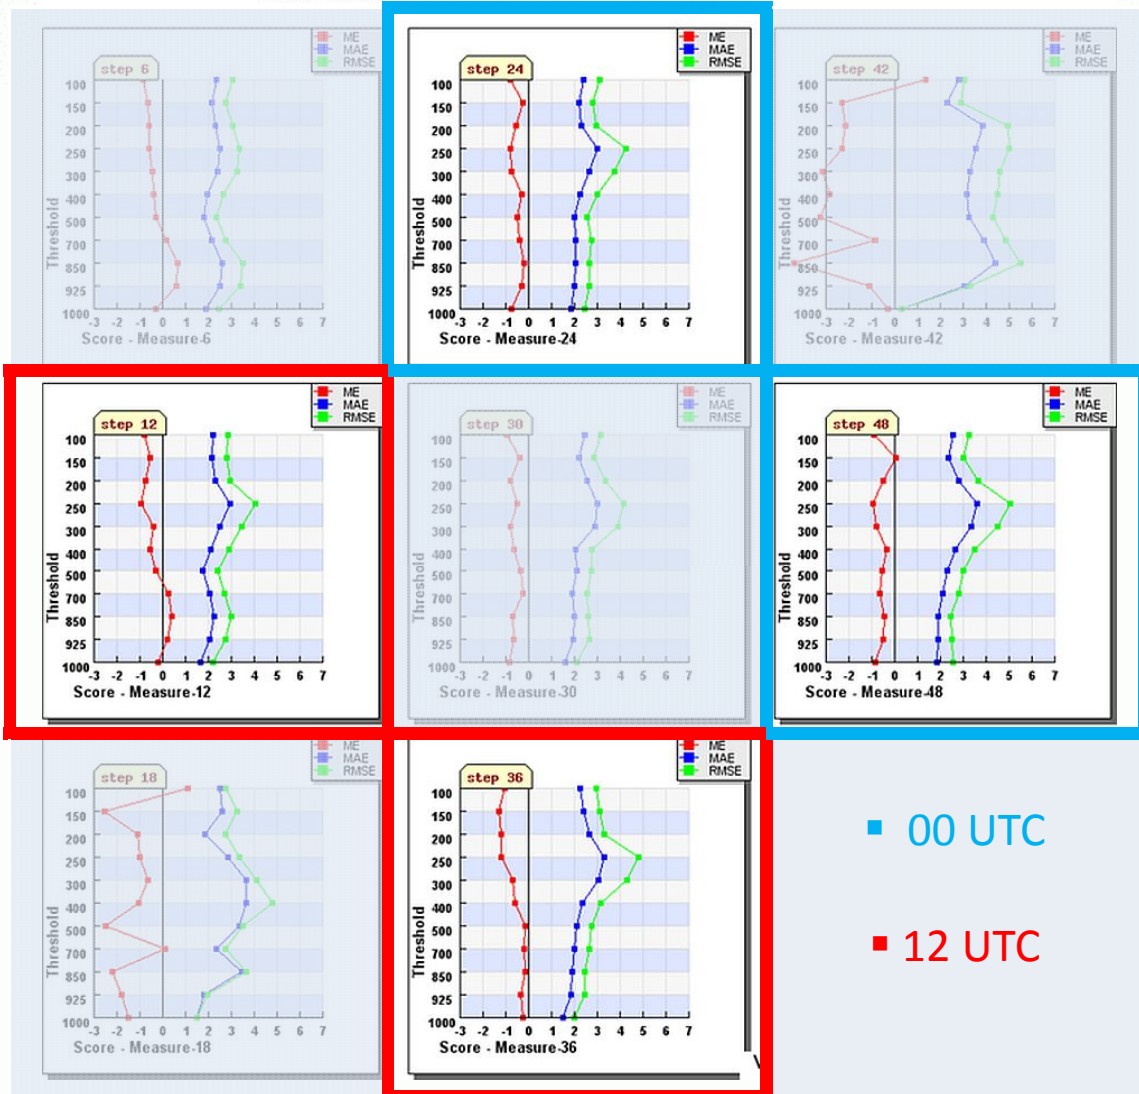 ME
MAE
RMSE
step 6
100
150
200
250
300
400
500
700
850
925
1000
Threshold
-3 -2 -1 0 1 2 3 4 5 6 7
Score - Measure-6
ME
MAE
RMSE
step 24
100
150
200
250
300
400
500
700
850
925
1000
Threshold
-3 -2 -1 0 1 2 3 4 5 6 7
Score - Measure-24
ME
MAE
RMSE
step 42
100
150
200
250
300
400
500
700
850
925
1000
Threshold
-3 -2 -1 0 1 2 3 4 5 6 7
Score - Measure-42
ME
MAE
RMSE
step 12
100
150
200
250
300
400
500
700
850
925
1000
Threshold
-3 -2 -1 0 1 2 3 4 5 6 7
Score - Measure-12
ME
MAE
RMSE
step 30
100
150
200
250
300
400
500
700
850
925
1000
Threshold
-3 -2 -1 0 1 2 3 4 5 6 7
Score - Measure-30
ME
MAE
RMSE
step 48
100
150
200
250
300
400
500
700
850
925
1000
Threshold
-3 -2 -1 0 1 2 3 4 5 6 7
Score - Measure-48
ME
MAE
RMSE
step 18
100
150
200
250
300
400
500
700
850
925
1000
Threshold
-3 -2 -1 0 1 2 3 4 5 6 7
Score - Measure-18
ME
MAE
RMSE
step 36
100
150
200
250
300
400
500
700
850
925
1000
Threshold
-3 -2 -1 0 1 2 3 4 5 6 7
Score - Measure-36
00 UTC
12 UTC